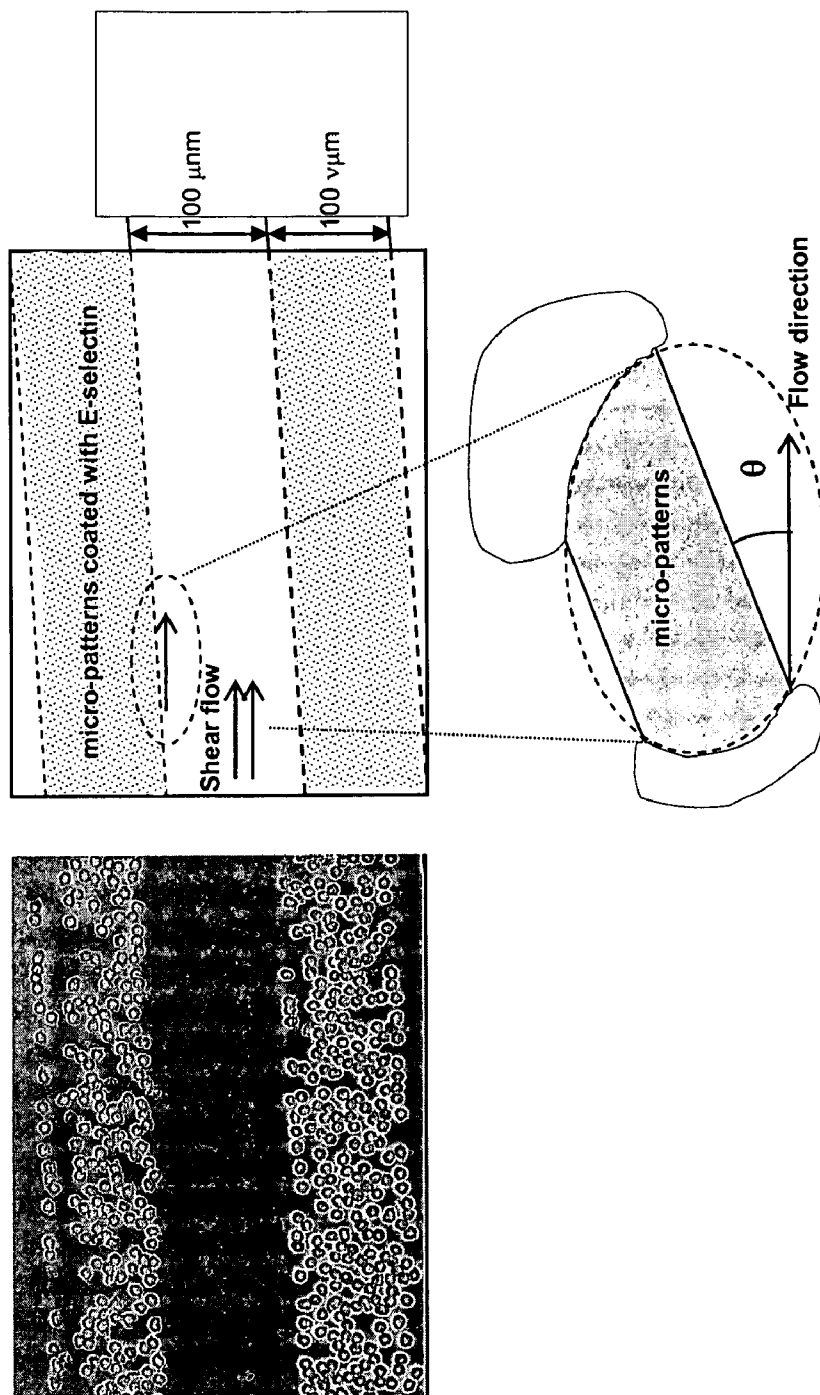 micro-patterns coated with E-selectin
Shear flow
100 μnm
100 νμm
micro-patterns
θ
Flow direction